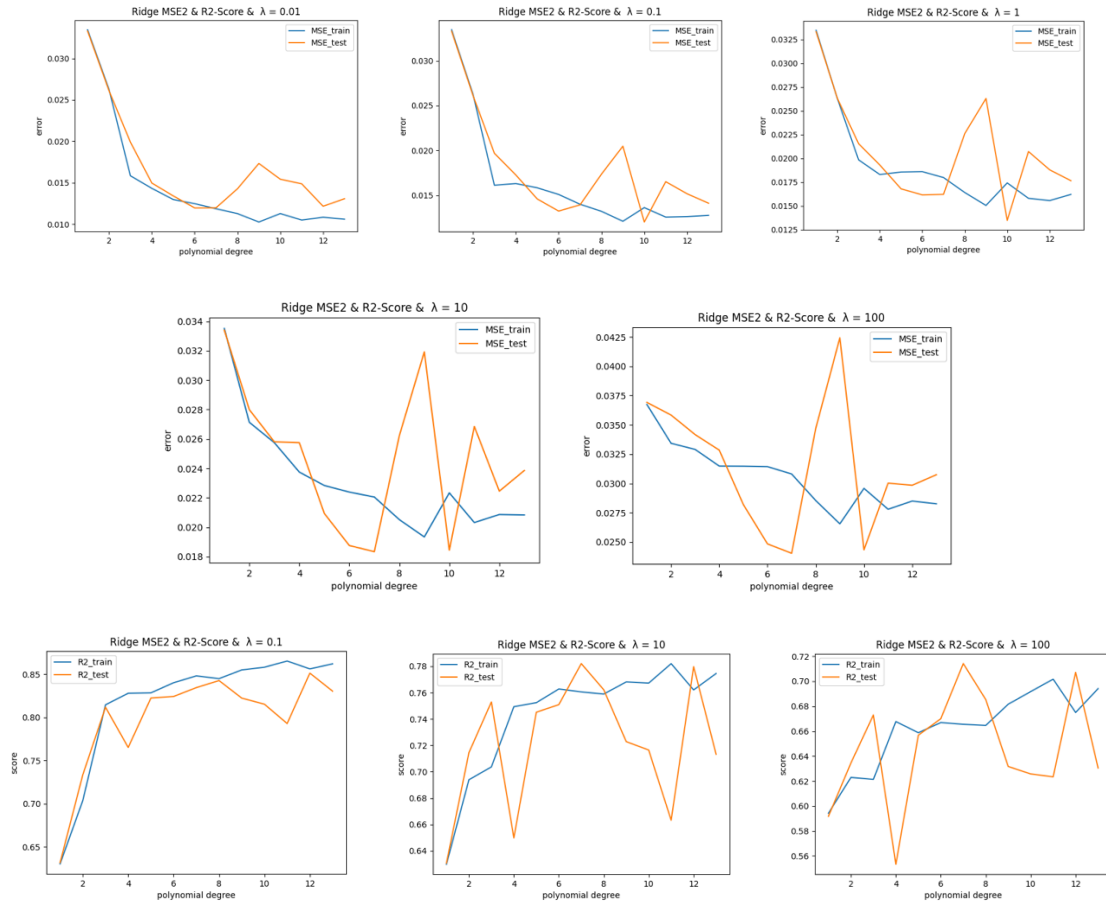 Ridge MSE2 & R2-Score & λ = 0.01
MSE_train
MSE_test
0.030
0.025
0.020
0.015
0.010
error
2 4 6 8 10 12
polynomial degree
Ridge MSE2 & R2-Score & λ = 0.1
MSE_train
MSE_test
0.030
0.025
0.020
0.015
error
2 4 6 8 10 12
polynomial degree
Ridge MSE2 & R2-Score & λ = 1
MSE_train
MSE_test
0.0325
0.0300
0.0275
0.0250
0.0225
0.0200
0.0175
0.0150
0.0125
error
2 4 6 8 10 12
polynomial degree
Ridge MSE2 & R2-Score & λ = 10
MSE_train
MSE_test
0.034
0.032
0.030
0.028
0.026
0.024
0.022
0.020
0.018
error
2 4 6 8 10 12
polynomial degree
Ridge MSE2 & R2-Score & λ = 100
MSE_train
MSE_test
0.0425
0.0400
0.0375
0.0350
0.0325
0.0300
0.0275
0.0250
error
2 4 6 8 10 12
polynomial degree
Ridge MSE2 & R2-Score & λ = 0.1
R2_train
R2_test
0.85
0.80
0.75
0.70
0.65
score
2 4 6 8 10 12
polynomial degree
Ridge MSE2 & R2-Score & λ = 10
R2_train
R2_test
0.78
0.76
0.74
0.72
0.70
0.68
0.66
0.64
score
2 4 6 8 10 12
polynomial degree
Ridge MSE2 & R2-Score & λ = 100
R2_train
R2_test
0.72
0.70
0.68
0.66
0.64
0.62
0.60
0.58
0.56
score
2 4 6 8 10 12
polynomial degree